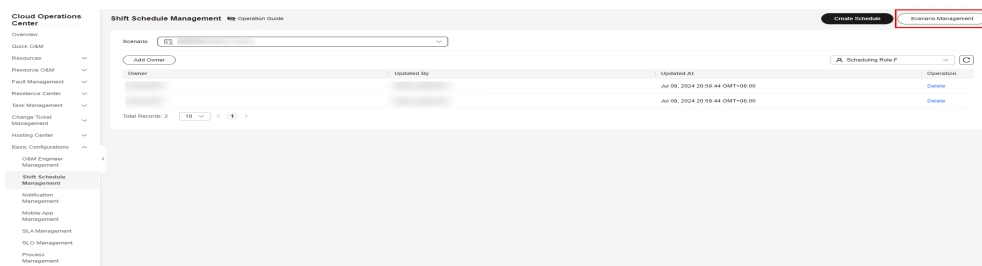 Cloud Operations
Center
Overview
Quick O&M
Resources
Resource O&M
Fault Management
Resilience Center
Task Management
Change Ticket
Management
Hosting Center
Basic Configurations
O&M Engineer
Management
Shift Schedule
Management
Notification
Management
Mobile App
Management
SLA Management
SLO Management
Process
Management
Shift Schedule Management Operation Guide
Create Schedule Scenario Management
Scenario
Add Owner Scheduling Role:F
Owner Updated By Updated At Operation
Jul 08, 2024 20:59:44 GMT+08:00 Delete
Jul 08, 2024 20:59:44 GMT+08:00 Delete
Total Records: 2 10 < 1 >